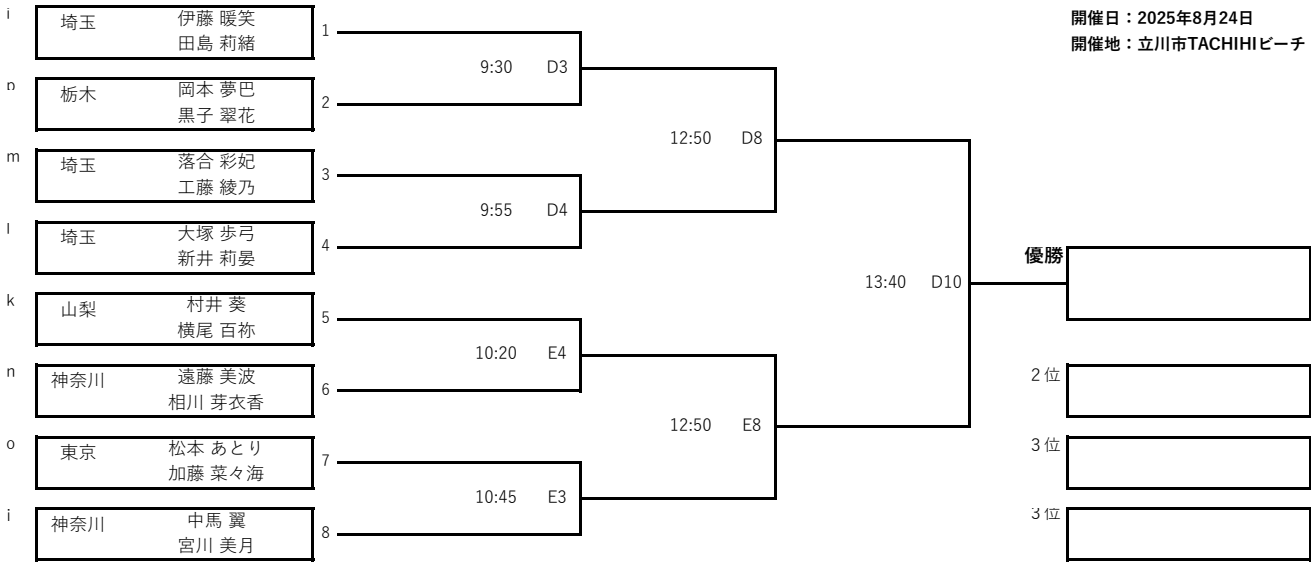 開催日：2025年8月24日
開催地：立川市TACHIHIビーチ
i 埼玉 伊藤 暖笑 1
田島 莉緒
9:30 D3
p 栃木 岡本 夢巴 2
黒子 翠花
12:50 D8
m 埼玉 落合 彩妃 3
工藤 綾乃
9:55 D4
l 埼玉 大塚 歩弓 4
新井 莉晏
優勝
13:40 D10
k 山梨 村井 葵 5
横尾 百祢
10:20 E4
n 神奈川 遠藤 美波 6
相川 芽衣香
2位
12:50 E8
o 東京 松本 あとり 7
加藤 菜々海
3位
10:45 E3
神奈川 中馬 翼 8
宮川 美月
3位